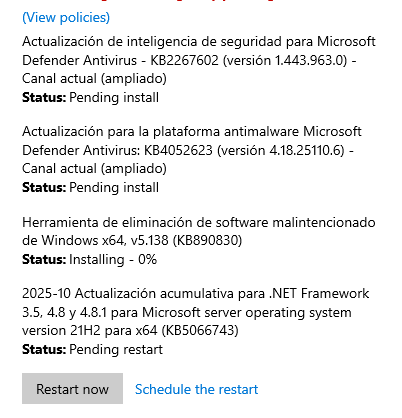 (View policies)
Actualización de inteligencia de seguridad para Microsoft
Defender Antivirus - KB2267602 (versión 1.443.963.0) -
Canal actual (ampliado)
Status: Pending install
Actualización para la plataforma antimalware Microsoft
Defender Antivirus: KB4052623 (versión 4.18.25110.6) -
Canal actual (ampliado)
Status: Pending install
Herramienta de eliminación de software malintencionado
de Windows x64, v5.138 (KB890830)
Status: Installing - 0%
2025-10 Actualización acumulativa para .NET Framework
3.5, 4.8 y 4.8.1 para Microsoft server operating system
version 21H2 para x64 (KB5066743)
Status: Pending restart
Restart now Schedule the restart